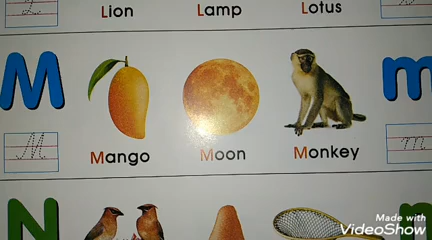 Lion Lamp Lotus
M Mango Moon Monkey m
M m
N n
Made with
VideoShow